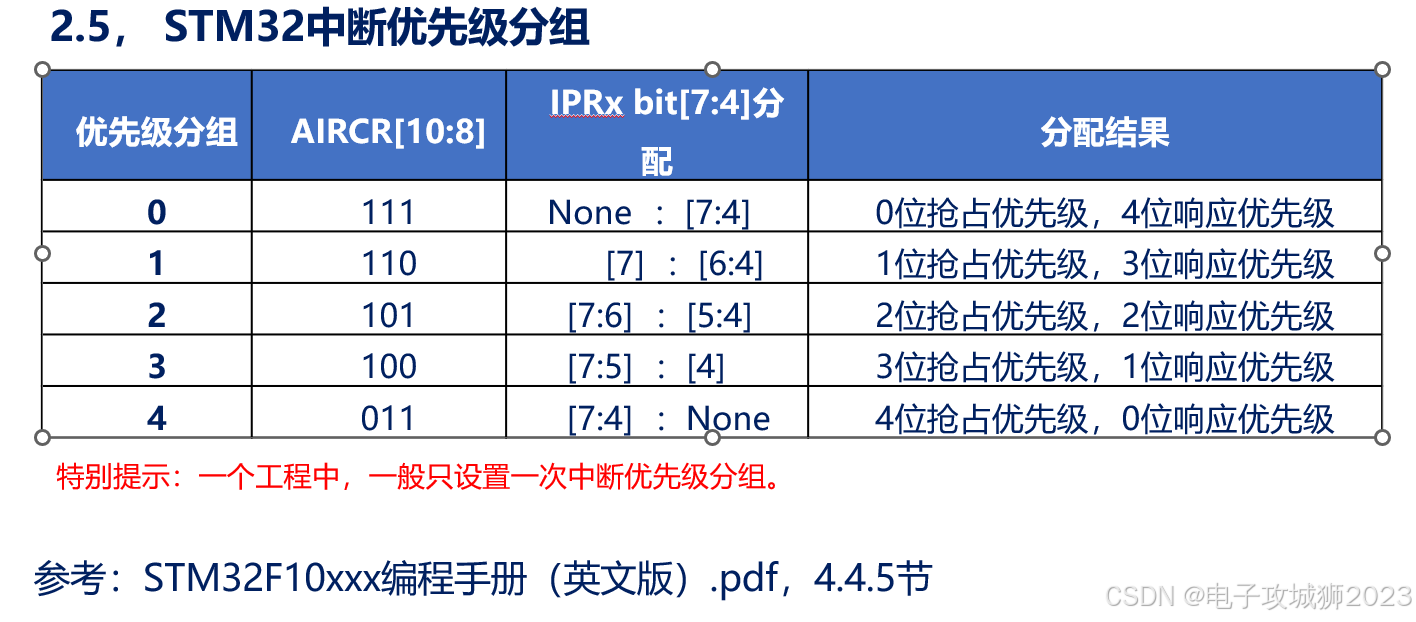 2.5， STM32中断优先级分组
优先级分组 AIRCR[10:8] IPRx bit[7:4]分配 分配结果
0 111 None ：[7:4] 0位抢占优先级，4位响应优先级
1 110 [7] ：[6:4] 1位抢占优先级，3位响应优先级
2 101 [7:6] ：[5:4] 2位抢占优先级，2位响应优先级
3 100 [7:5] ：[4] 3位抢占优先级，1位响应优先级
4 011 [7:4] ：None 4位抢占优先级，0位响应优先级
特别提示：一个工程中，一般只设置一次中断优先级分组。
参考：STM32F10xxx编程手册（英文版）.pdf，4.4.5节
CSDN @电子攻城狮2023